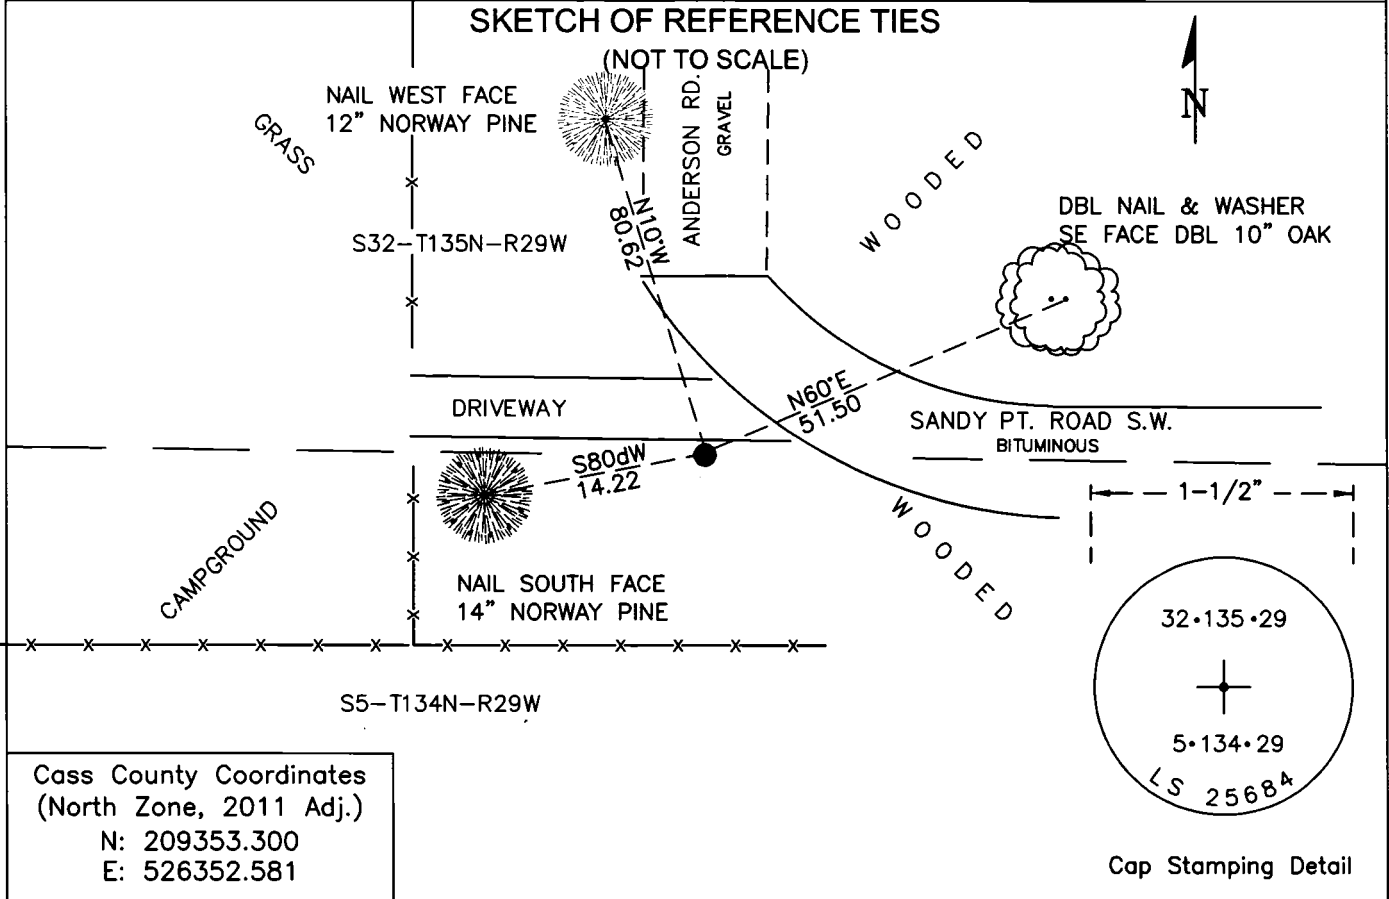 SKETCH OF REFERENCE TIES
(NOT TO SCALE)
NAIL WEST FACE
12" NORWAY PINE
GRASS
ANDERSON RD.
GRAVEL
N
WOODED
DBL NAIL & WASHER
SE FACE DBL 10" OAK
S32-T135N-R29W
N10°W
80.62
DRIVEWAY
N60°E
51.50
SANDY PT. ROAD S.W.
BITUMINOUS
S80dW
14.22
1-1/2"
CAMPGROUND
NAIL SOUTH FACE
14" NORWAY PINE
WOODED
S5-T134N-R29W
32•135•29
5•134•29
LS 25684
Cap Stamping Detail
Cass County Coordinates
(North Zone, 2011 Adj.)
N: 209353.300
E: 526352.581